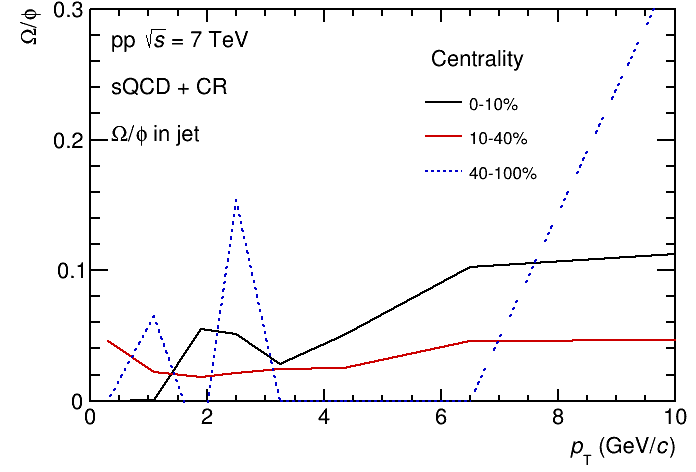 Ω/ϕ
0.3
0.2
0.1
0
pp √s = 7 TeV
sQCD + CR
Ω/ϕ in jet
Centrality
0-10%
10-40%
40-100%
0 2 4 6 8 10
p_T (GeV/c)